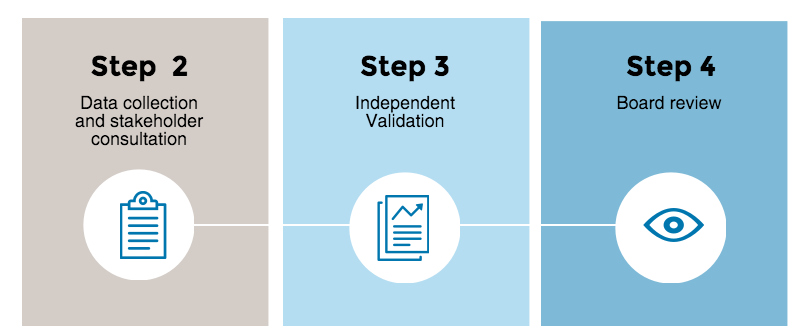 Step 2
Data collection
and stakeholder
consultation
Step 3
Independent
Validation
Step 4
Board review